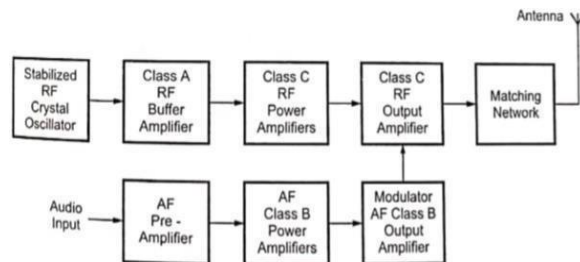 Antenna
Stabilized
RF
Crystal
Oscillator
Class A
RF
Buffer
Amplifier
Class C
RF
Power
Amplifiers
Class C
RF
Output
Amplifier
Matching
Network
Audio
Input
AF
Pre -
Amplifier
AF
Class B
Power
Amplifiers
Modulator
AF Class B
Output
Amplifier